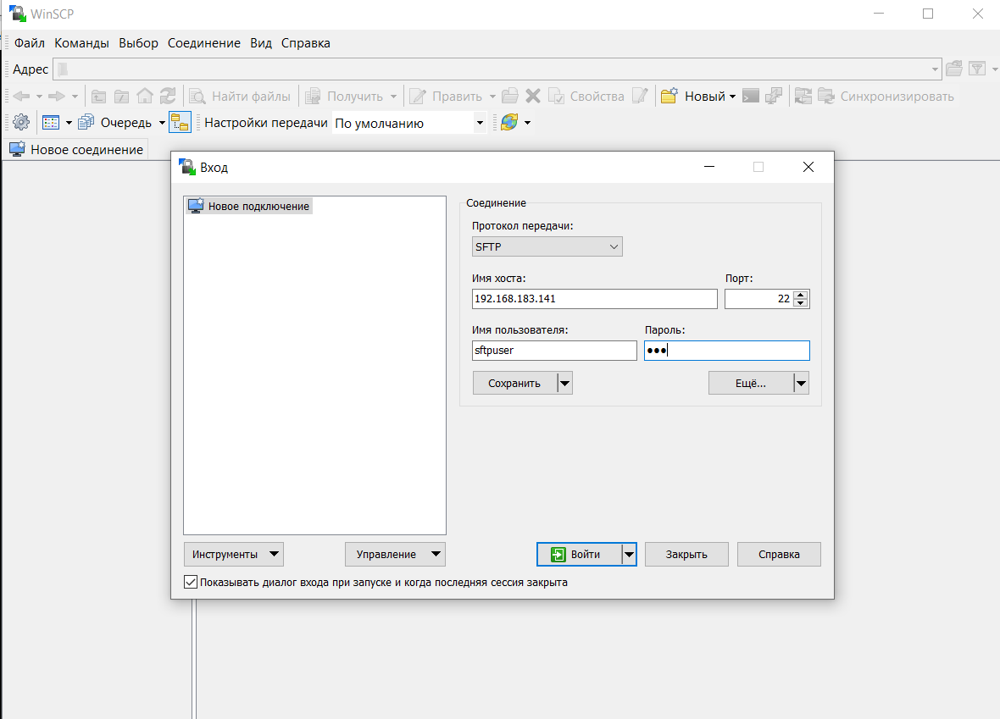 WinSCP
Файл Команды Выбор Соединение Вид Справка
Адрес
Найти файлы Получить Править Свойства Новый Синхронизировать
Очередь Настройки передачи По умолчанию
Новое соединение
Вход
Новое подключение
Соединение
Протокол передачи:
SFTP
Имя хоста: Порт:
192.168.183.141 22
Имя пользователя: Пароль:
sftpuser ●●●
Сохранить Ещё...
Инструменты Управление Войти Закрыть Справка
Показывать диалог входа при запуске и когда последняя сессия закрыта